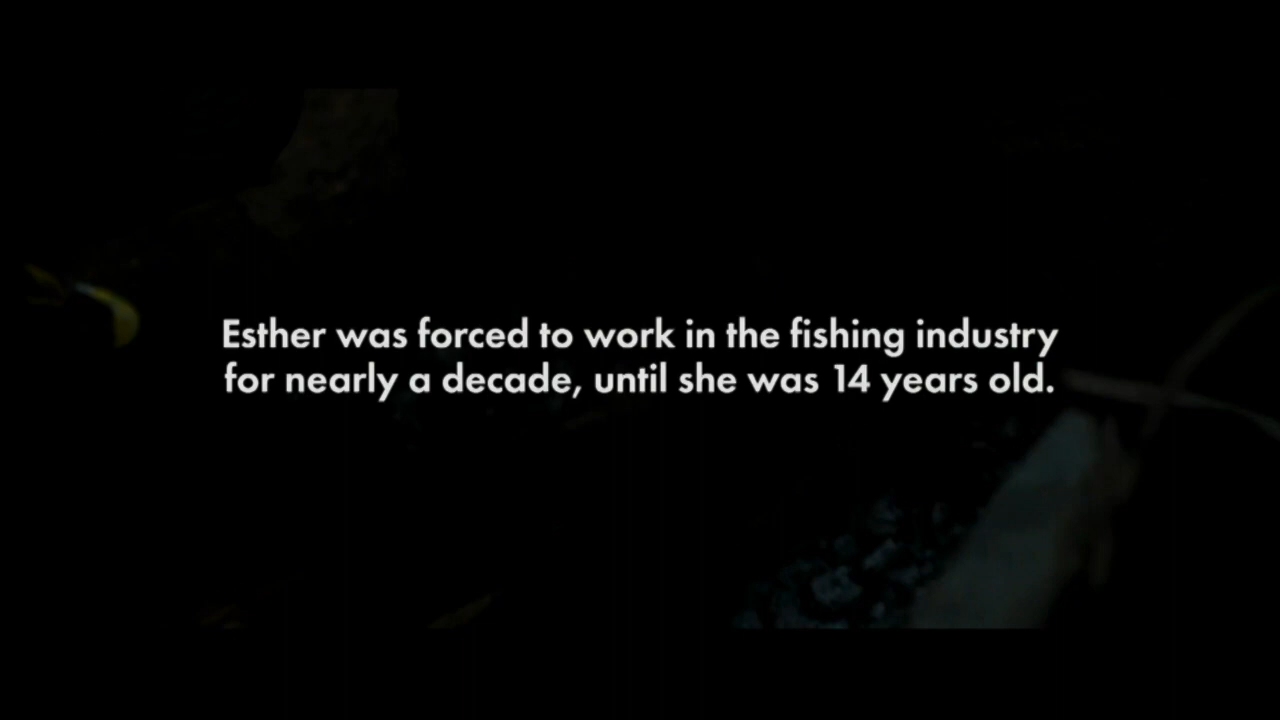 Esther was forced to work in the fishing industry
for nearly a decade, until she was 14 years old.